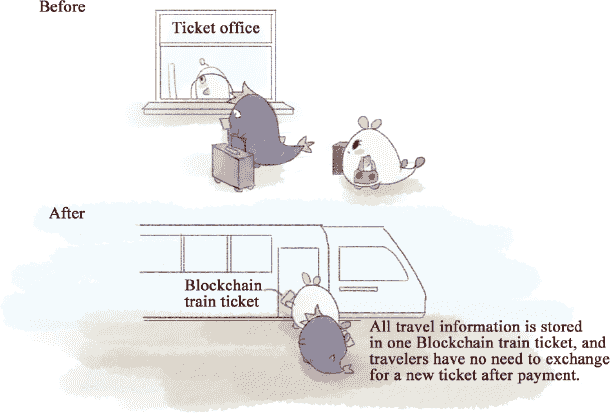 Before
Ticket office
After
Blockchain
train ticket
All travel information is stored
in one Blockchain train ticket, and
travelers have no need to exchange
for a new ticket after payment.